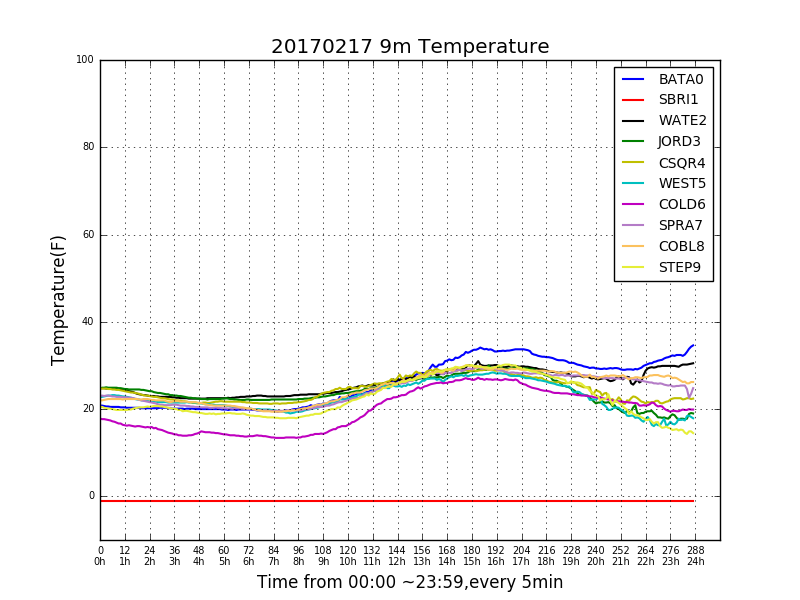 20170217 9m Temperature
100
80
60
40
20
0
Temperature(F)
BATA0
SBRI1
WATE2
JORD3
CSQR4
WEST5
COLD6
SPRA7
COBL8
STEP9
0 12 24 36 48 60 72 84 96 108 120 132 144 156 168 180 192 204 216 228 240 252 264 276 288
0h 1h 2h 3h 4h 5h 6h 7h 8h 9h 10h 11h 12h 13h 14h 15h 16h 17h 18h 19h 20h 21h 22h 23h 24h
Time from 00:00 ~23:59,every 5min